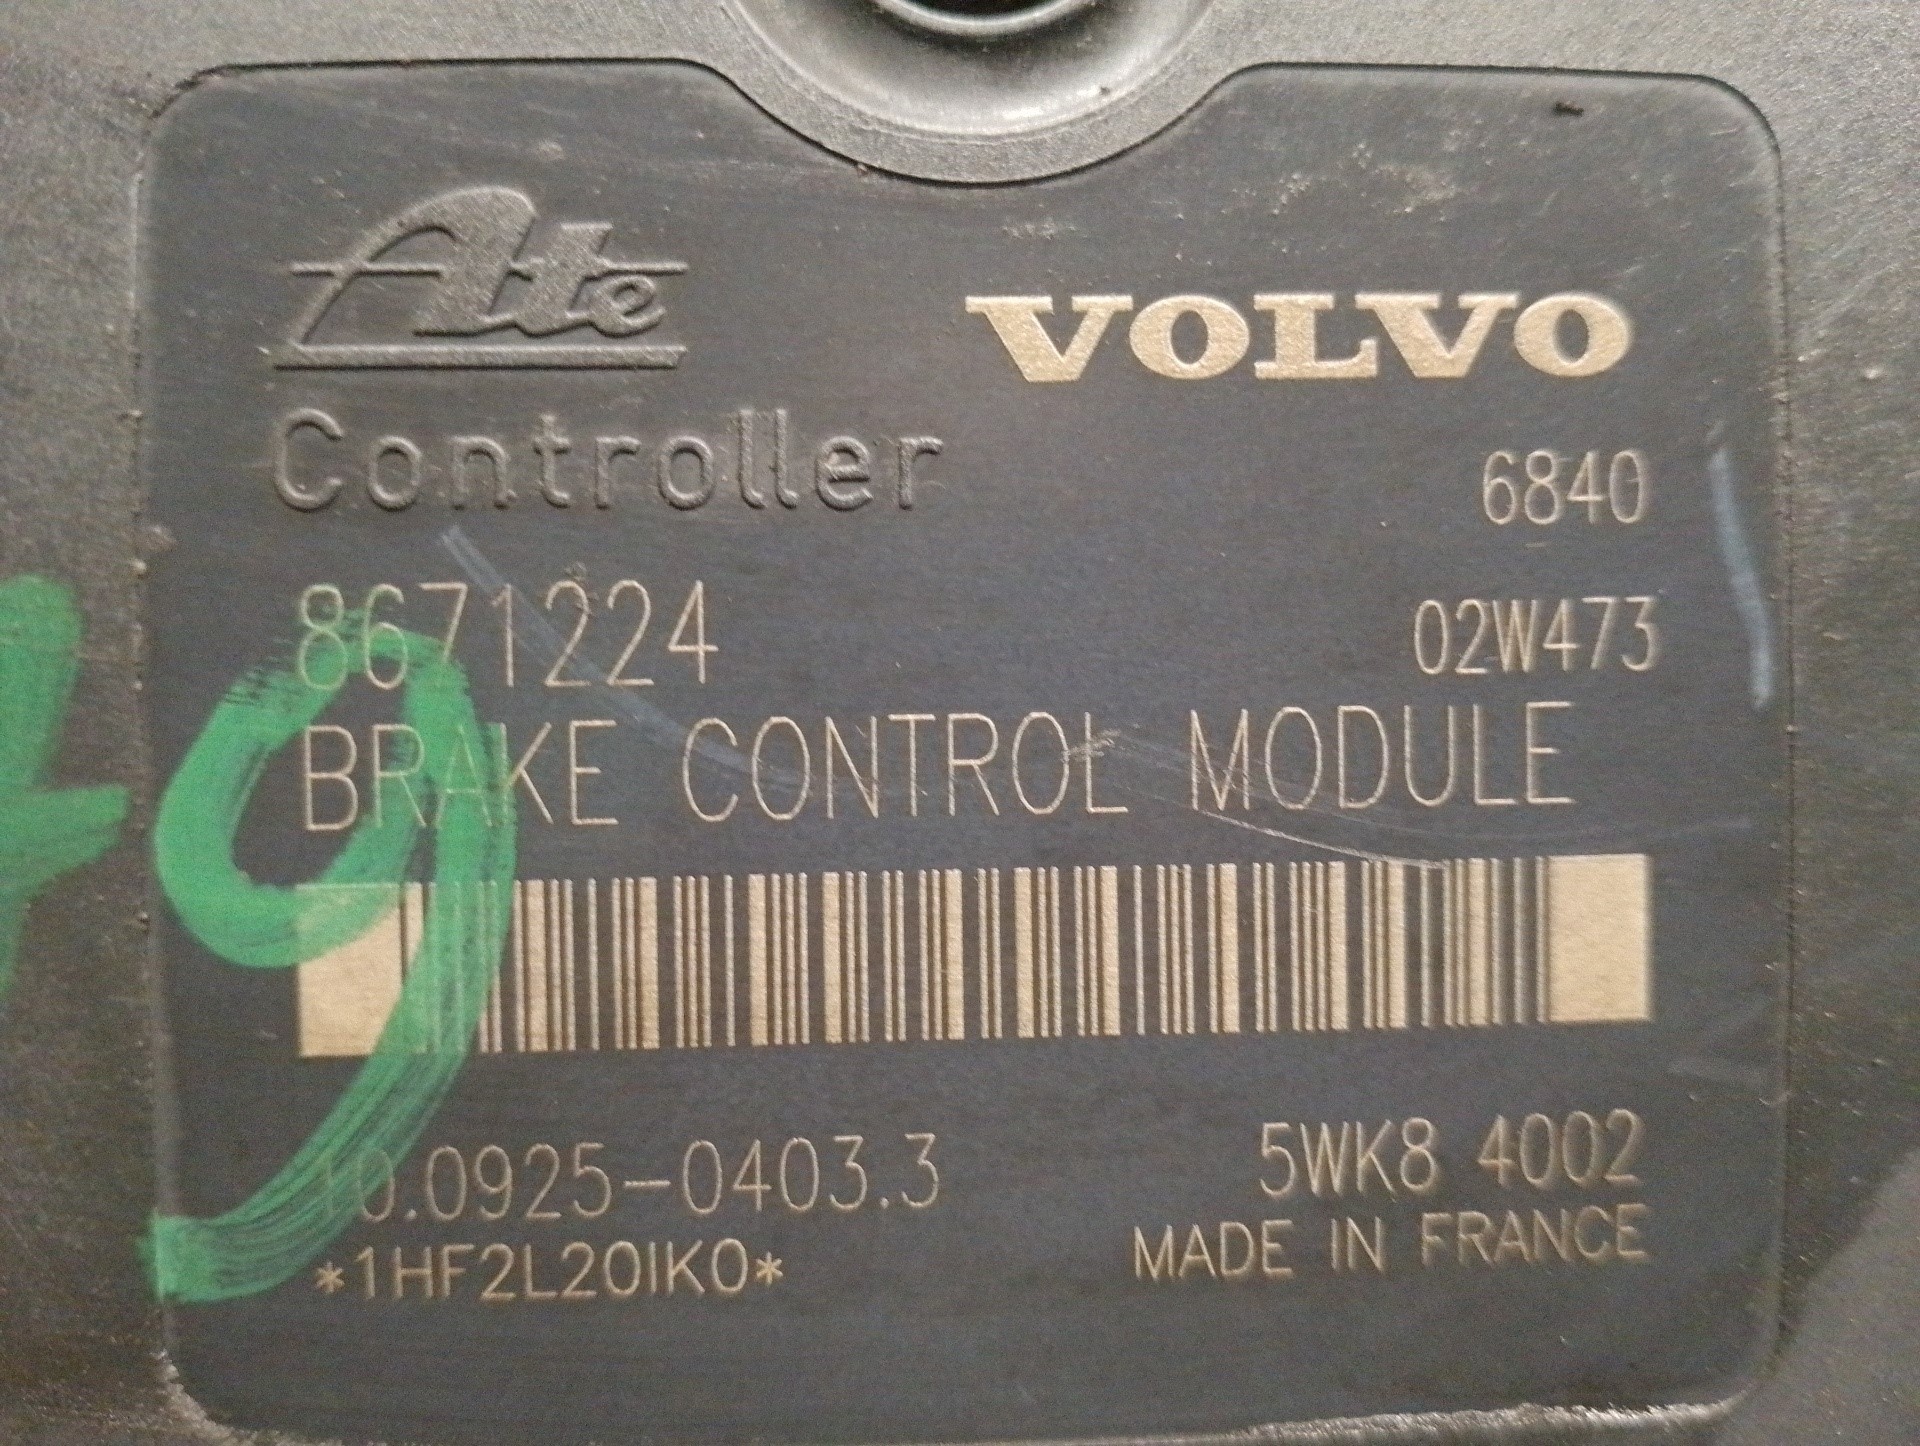 Ate
VOLVO
Controller
6840
8671224
02W473
BRAKE CONTROL MODULE
10.0925-0403.3
5WK8 4002
*1HF2L20IK0*
MADE IN FRANCE
49